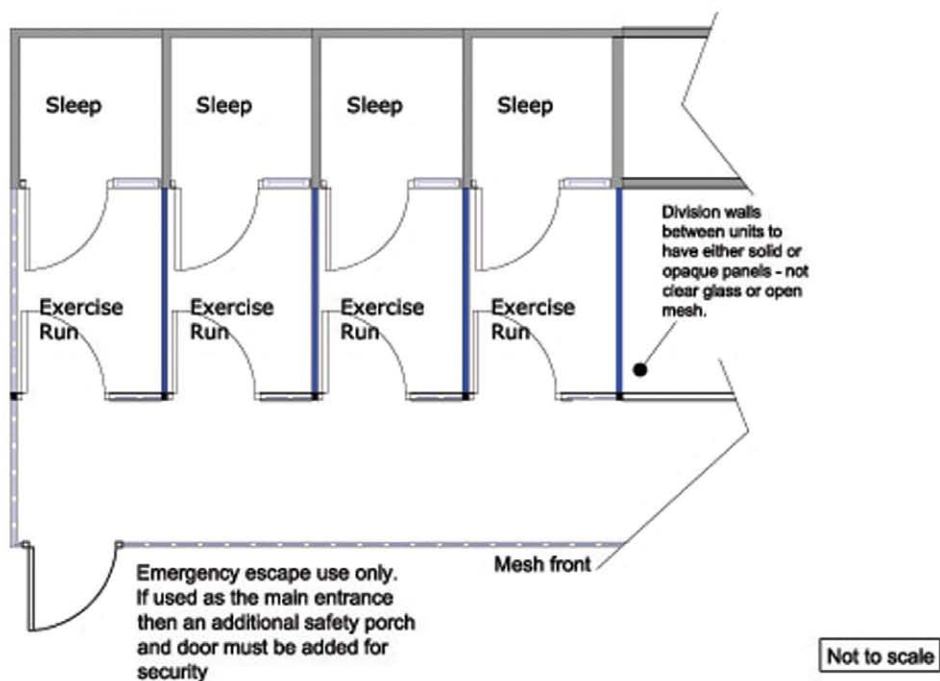 Sleep
Sleep
Sleep
Sleep
Division walls
between units to
have either solid or
opaque panels - not
clear glass or open
mesh.
Exercise
Run
Exercise
Run
Exercise
Run
Exercise
Run
Mesh front
Emergency escape use only.
If used as the main entrance
then an additional safety porch
and door must be added for
security
Not to scale